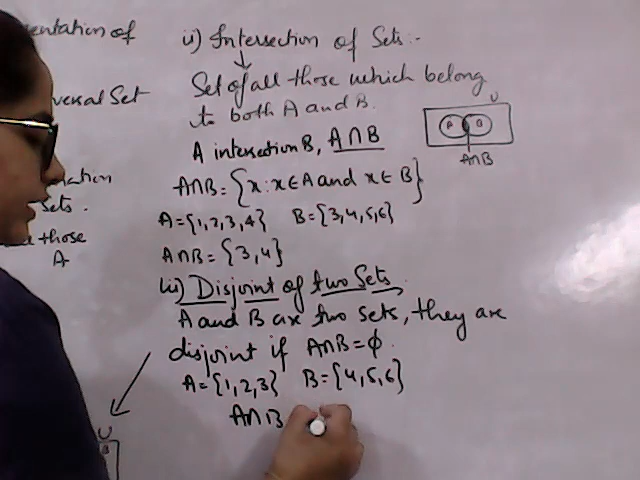 entation of
versal Set
nation
sets.
those
A
U
B
ii) Intersection of Sets:-
Set of all those which belong
to both A and B.
A intersection B, A∩B
U
A B
A∩B
A∩B = {x : x ∈ A and x ∈ B}
A = {1, 2, 3, 4} B = {3, 4, 5, 6}
A∩B = {3, 4}
iii) Disjoint of two Sets
A and B are two sets, they are
disjoint if A∩B = ϕ.
A = {1, 2, 3} B = {4, 5, 6}
A∩B